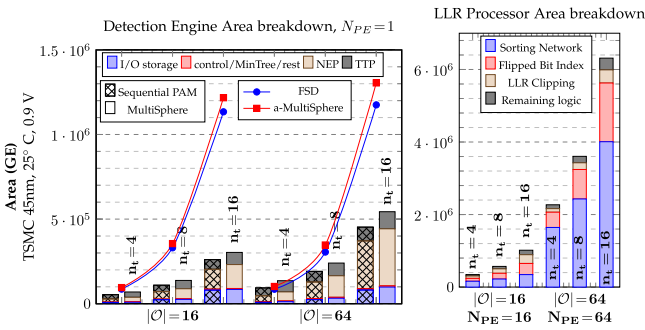 Detection Engine Area breakdown, N_PE=1
Area (GE)
TSMC 45nm, 25° C, 0.9 V
1.5 · 10^6
1 · 10^6
5 · 10^5
0
I/O storage control/MinTree/rest NEP TTP
Sequential PAM
MultiSphere
FSD
a-MultiSphere
n_t=4
n_t=8
n_t=16
n_t=4
n_t=8
n_t=16
|O|=16
|O|=64
LLR Processor Area breakdown
6 · 10^6
4 · 10^6
2 · 10^6
0
Sorting Network
Flipped Bit Index
LLR Clipping
Remaining logic
n_t=4
n_t=8
n_t=16
n_t=4
n_t=8
n_t=16
|O|=16
N_PE=16
|O|=64
N_PE=64